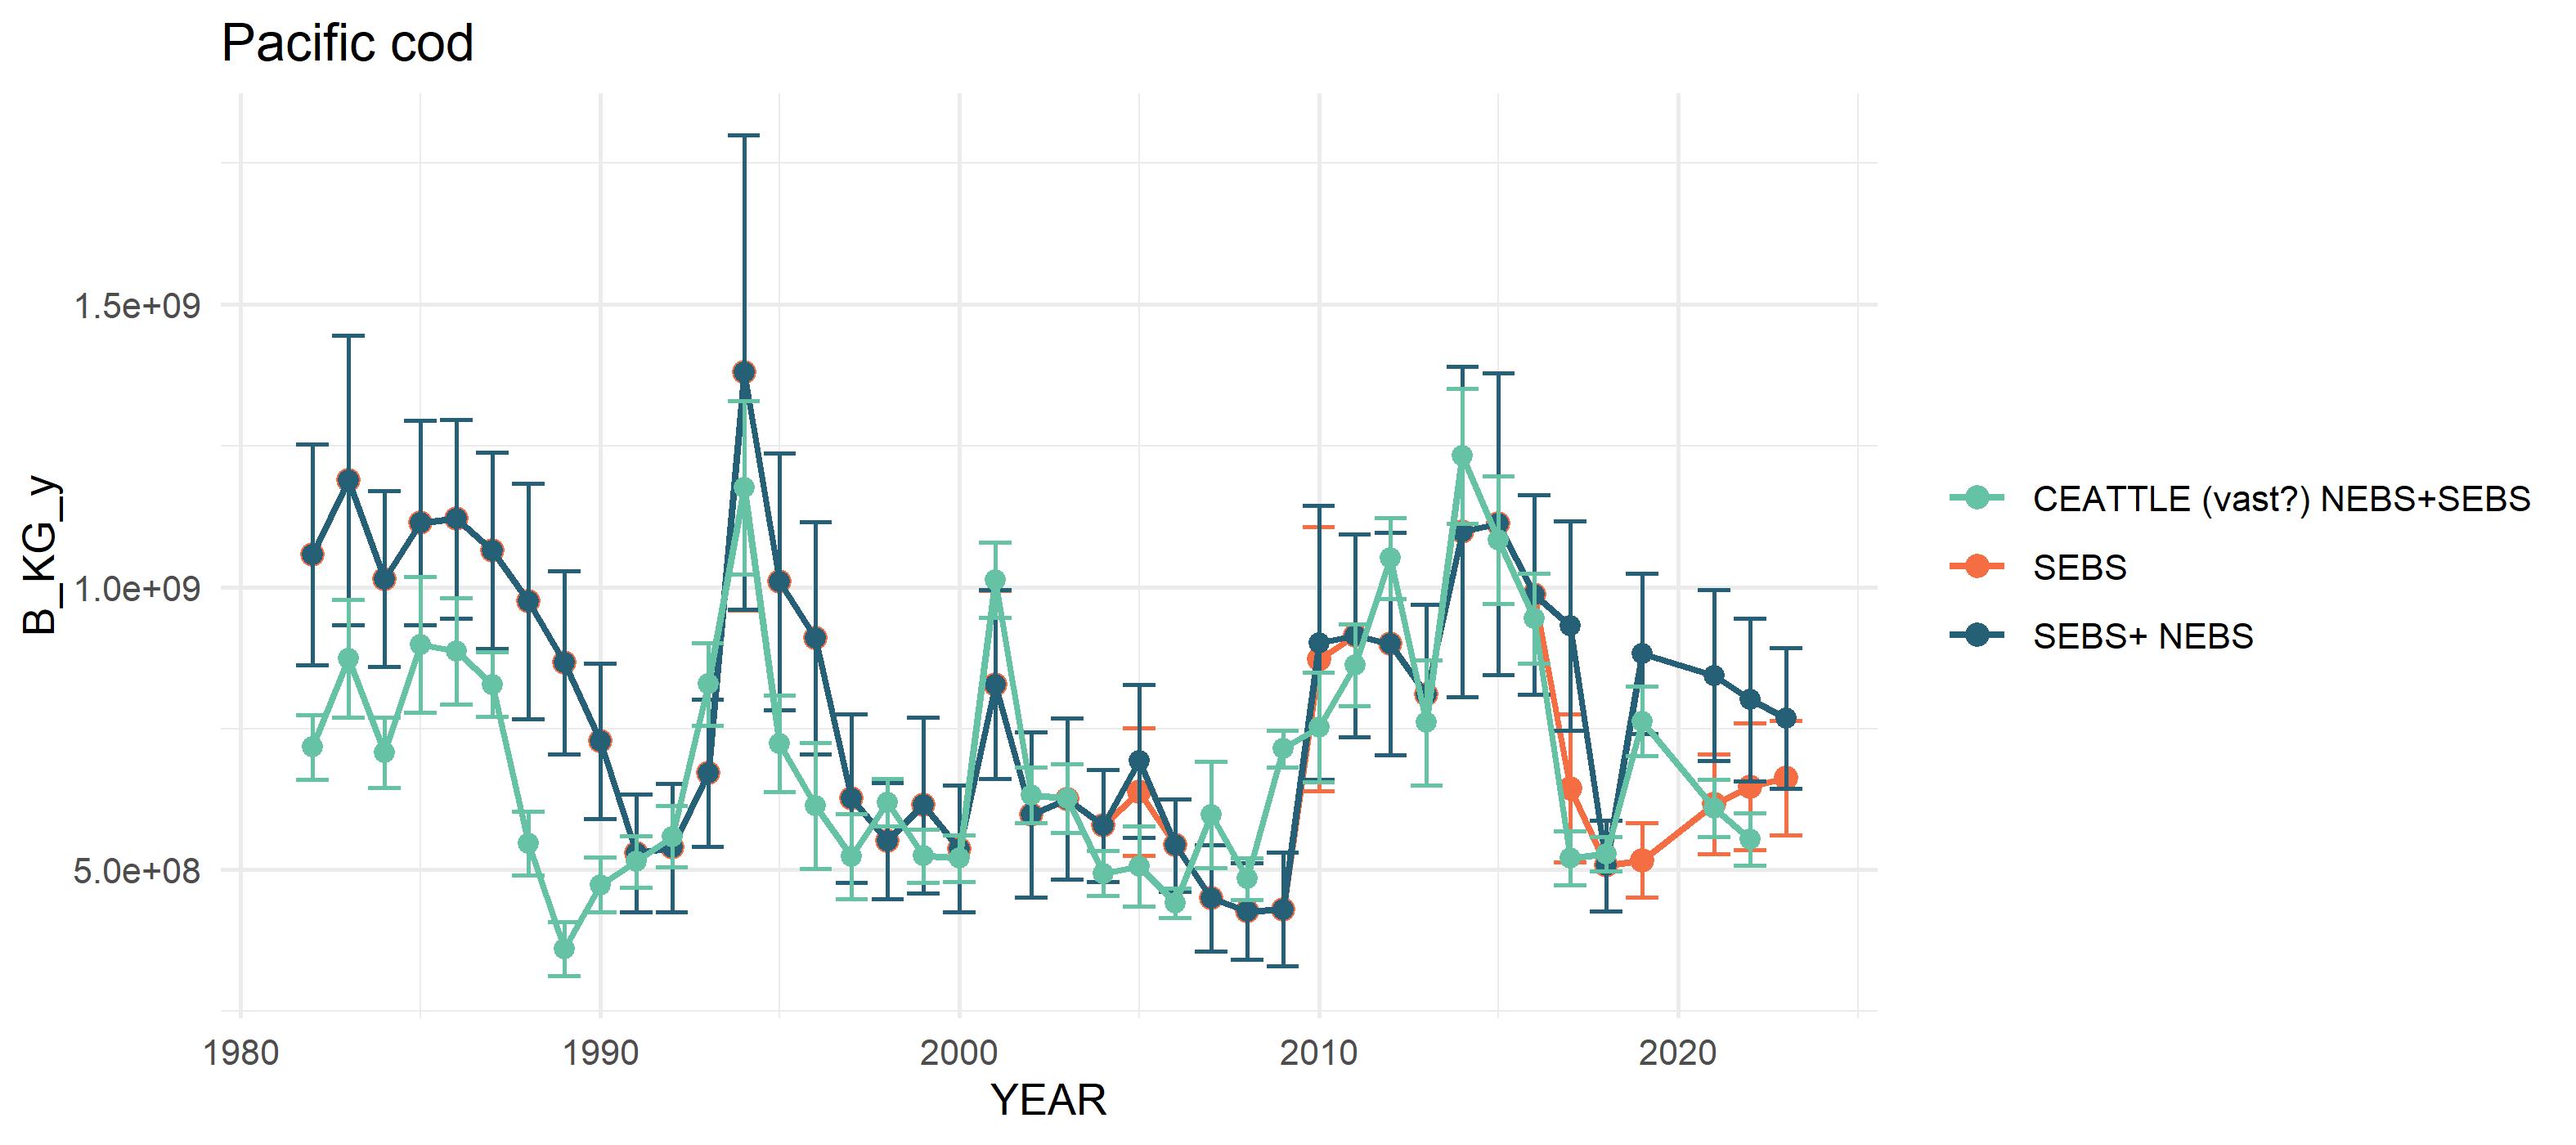 Pacific cod
B_KG_y
1.5e+09
1.0e+09
5.0e+08
1980
1990
2000
2010
2020
YEAR
CEATTLE (vast?) NEBS+SEBS
SEBS
SEBS+ NEBS